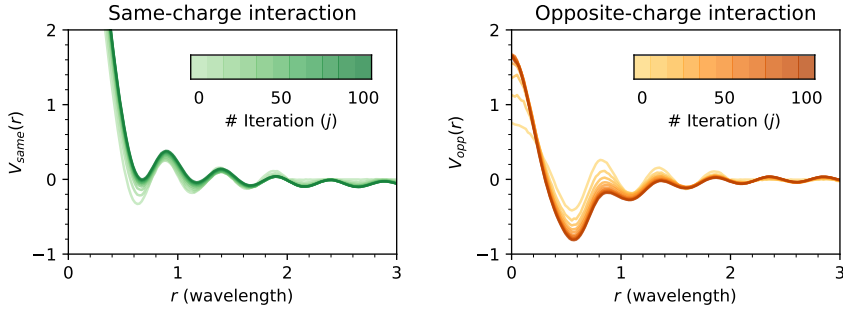 Same-charge interaction
2
1
0
−1
V_same(r)
0 50 100
# Iteration (j)
0 1 2 3
r (wavelength)
Opposite-charge interaction
2
1
0
−1
V_opp(r)
0 50 100
# Iteration (j)
0 1 2 3
r (wavelength)